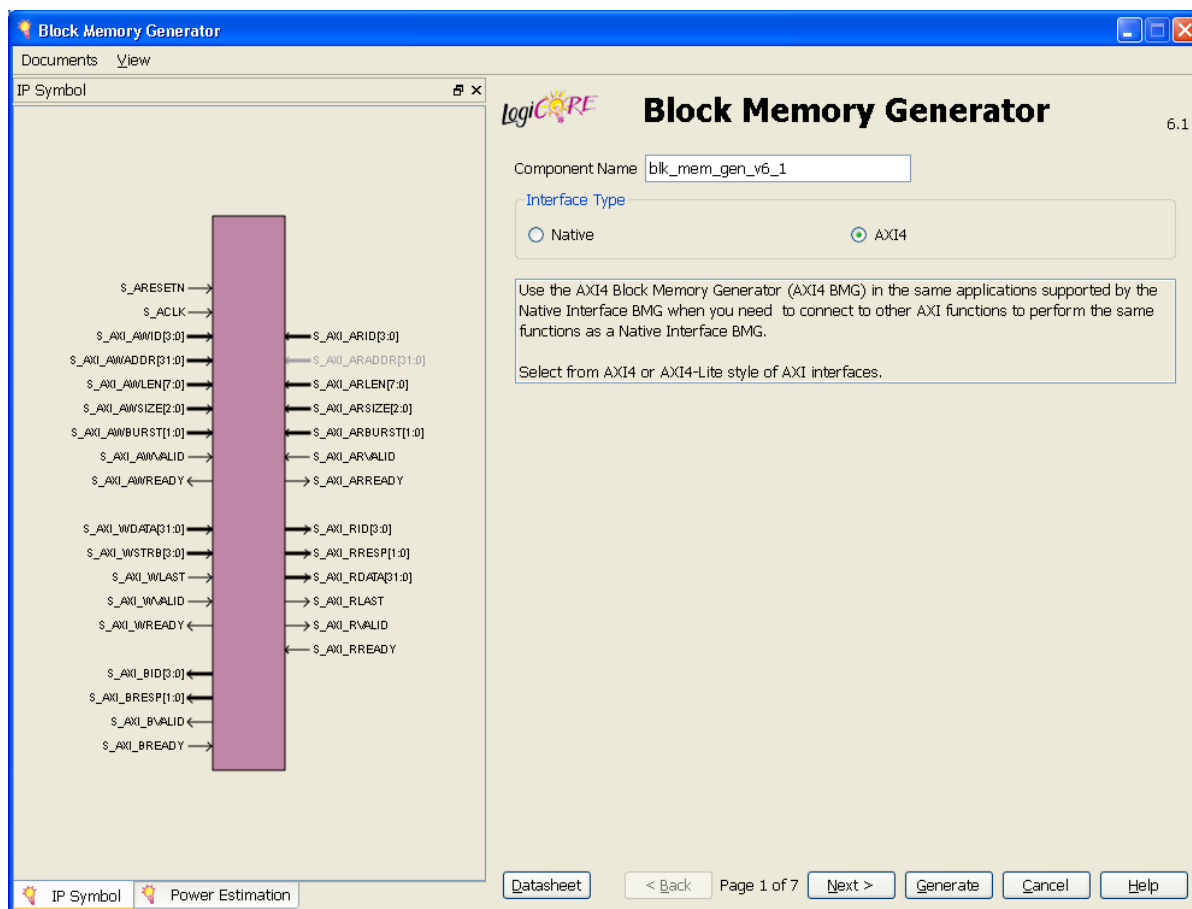 Block Memory Generator
Documents View
IP Symbol
LogiCORE
Block Memory Generator
6.1
Component Name blk_mem_gen_v6_1
Interface Type
Native AXI4
Use the AXI4 Block Memory Generator (AXI4 BMG) in the same applications supported by the
Native Interface BMG when you need to connect to other AXI functions to perform the same
functions as a Native Interface BMG.
Select from AXI4 or AXI4-Lite style of AXI interfaces.
S_ARESETN
S_ACLK
S_AXI_AWID[3:0] S_AXI_ARID[3:0]
S_AXI_AWADDR[31:0] S_AXI_ARADDR[31:0]
S_AXI_AWLEN[7:0] S_AXI_ARLEN[7:0]
S_AXI_AWSIZE[2:0] S_AXI_ARSIZE[2:0]
S_AXI_AWBURST[1:0] S_AXI_ARBURST[1:0]
S_AXI_AWVALID S_AXI_ARVALID
S_AXI_AWREADY S_AXI_ARREADY
S_AXI_WDATA[31:0] S_AXI_RID[3:0]
S_AXI_WSTRB[3:0] S_AXI_RRESP[1:0]
S_AXI_WLAST S_AXI_RDATA[31:0]
S_AXI_WVALID S_AXI_RLAST
S_AXI_WREADY S_AXI_RVALID
S_AXI_RREADY
S_AXI_BID[3:0]
S_AXI_BRESP[1:0]
S_AXI_BVALID
S_AXI_BREADY
IP Symbol Power Estimation
Datasheet < Back Page 1 of 7 Next > Generate Cancel Help